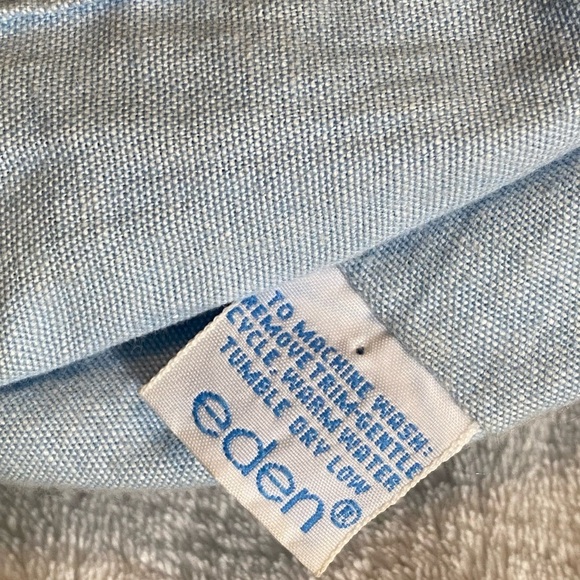 TO MACHINE WASH:
REMOVE TRIM-GENTLE
CYCLE, WARM WATER
TUMBLE DRY LOW
eden®